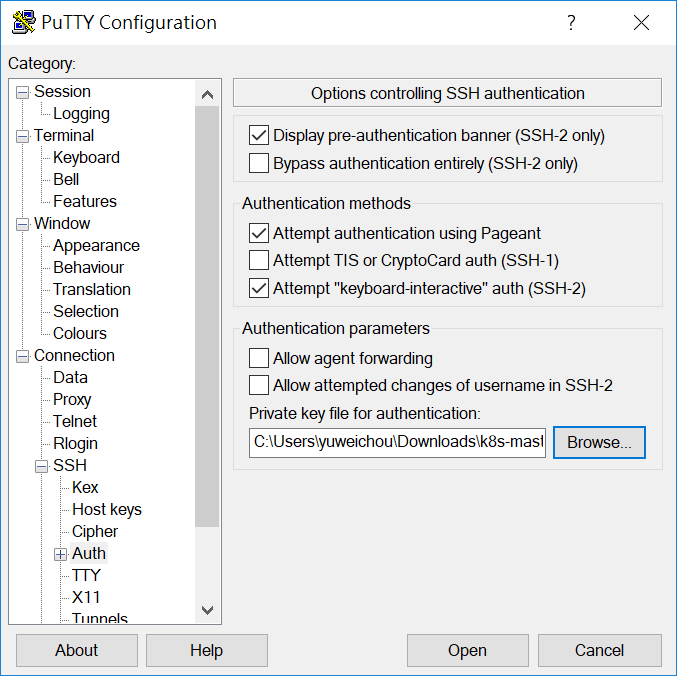 PuTTY Configuration
?
Category:
Session
Logging
Terminal
Keyboard
Bell
Features
Window
Appearance
Behaviour
Translation
Selection
Colours
Connection
Data
Proxy
Telnet
Rlogin
SSH
Kex
Host keys
Cipher
Auth
TTY
X11
Tunnels
Options controlling SSH authentication
Display pre-authentication banner (SSH-2 only)
Bypass authentication entirely (SSH-2 only)
Authentication methods
Attempt authentication using Pageant
Attempt TIS or CryptoCard auth (SSH-1)
Attempt "keyboard-interactive" auth (SSH-2)
Authentication parameters
Allow agent forwarding
Allow attempted changes of username in SSH-2
Private key file for authentication:
C:\Users\yuweichou\Downloads\k8s-mast
Browse...
About
Help
Open
Cancel